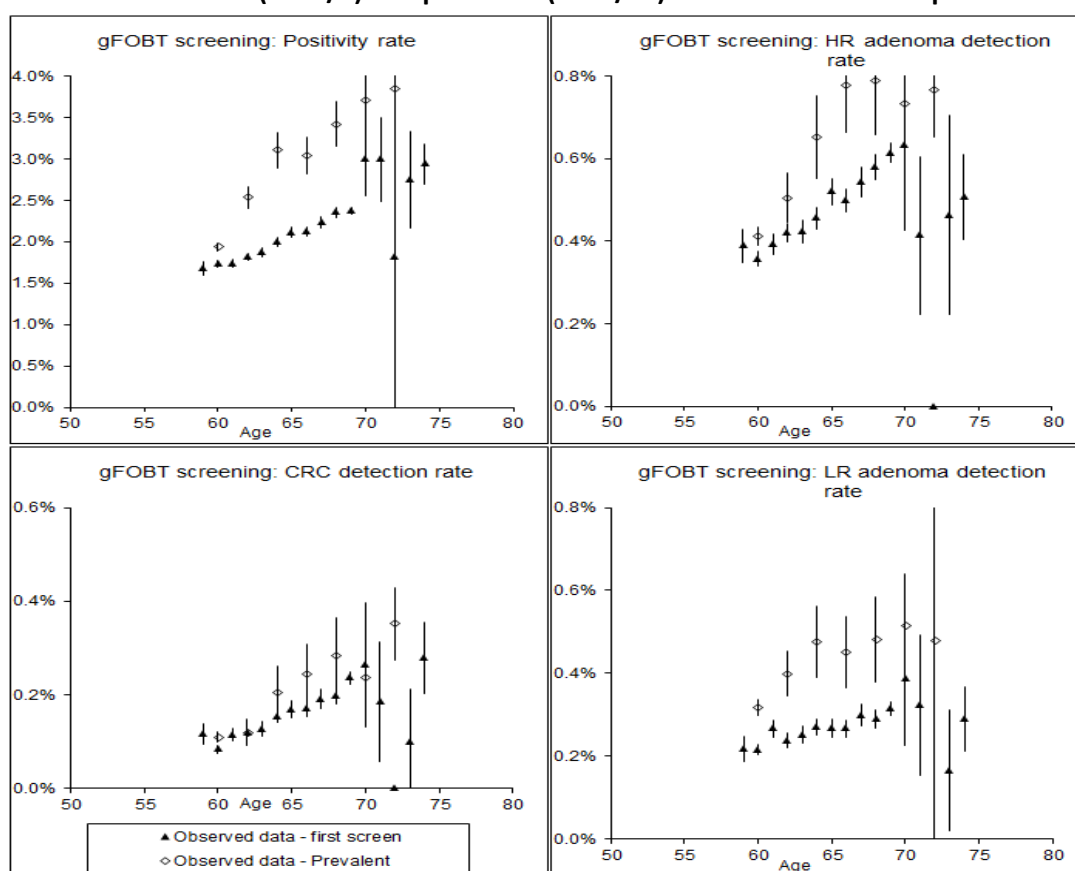 gFOBT screening: Positivity rate
4.0%
3.5%
3.0%
2.5%
2.0%
1.5%
1.0%
0.5%
0.0%
50 55 60 65 70 75 80
Age
gFOBT screening: HR adenoma detection
rate
0.8%
0.6%
0.4%
0.2%
0.0%
50 55 60 65 70 75 80
Age
gFOBT screening: CRC detection rate
0.6%
0.4%
0.2%
0.0%
50 55 60 Age 65 70 75 80
Observed data - first screen
Observed data - Prevalent
gFOBT screening: LR adenoma detection
rate
0.8%
0.6%
0.4%
0.2%
0.0%
50 55 60 65 70 75 80
Age